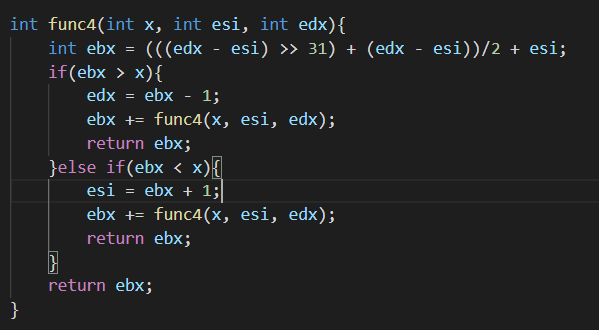 int func4(int x, int esi, int edx){
    int ebx = (((edx - esi) >> 31) + (edx - esi))/2 + esi;
    if(ebx > x){
        edx = ebx - 1;
        ebx += func4(x, esi, edx);
        return ebx;
    }else if(ebx < x){
        esi = ebx + 1;
        ebx += func4(x, esi, edx);
        return ebx;
    }
    return ebx;
}